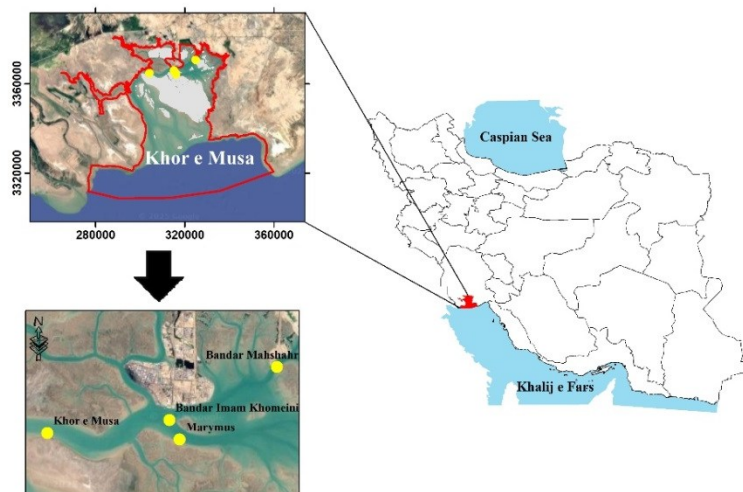 3360000
3320000
Khor e Musa
280000
320000
360000
Caspian Sea
Khalij e Fars
N
Bandar Mahshahr
Bandar Imam Khomeini
Khor e Musa
Marymus